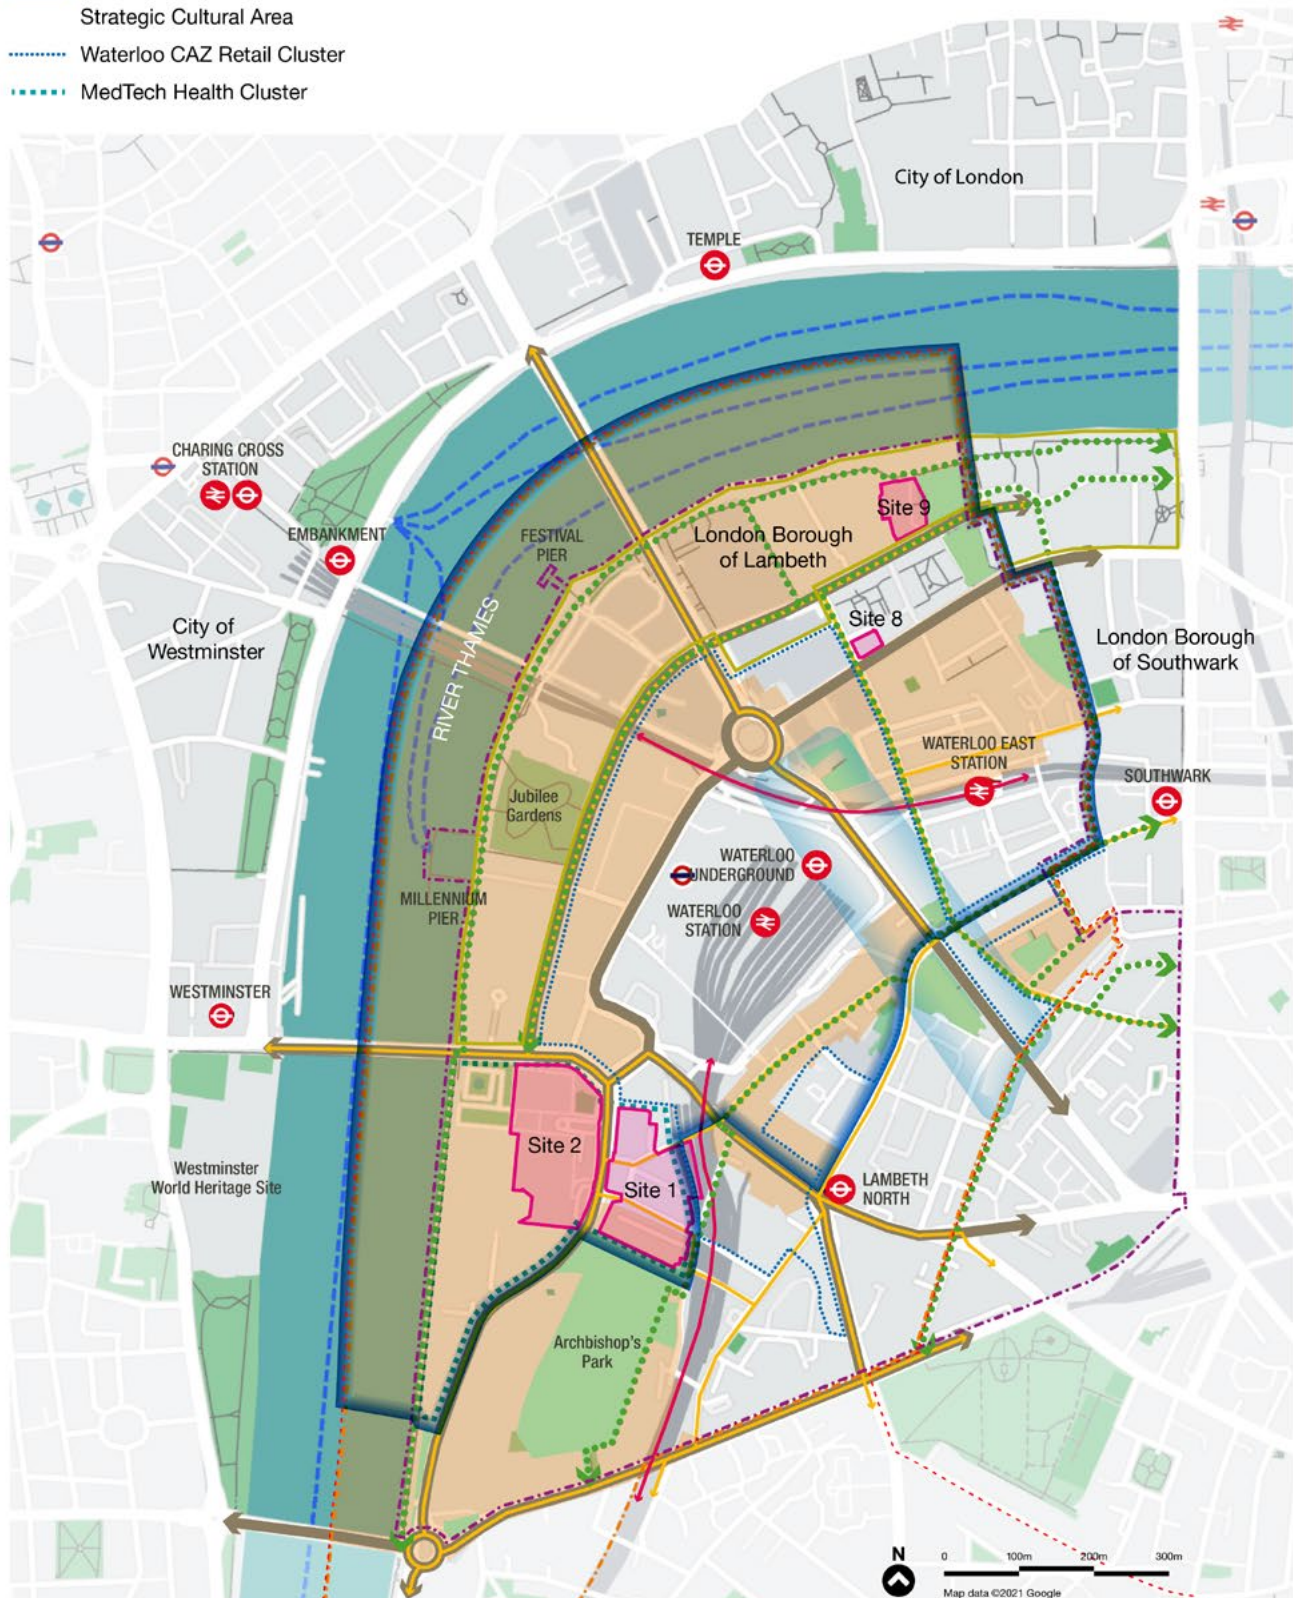 Strategic Cultural Area
Waterloo CAZ Retail Cluster
MedTech Health Cluster
City of London
TEMPLE
CHARING CROSS
STATION
EMBANKMENT
FESTIVAL
PIER
Site 9
London Borough
of Lambeth
Site 8
City of
Westminster
London Borough
of Southwark
RIVER THAMES
WATERLOO EAST
STATION
SOUTHWARK
Jubilee
Gardens
WATERLOO
UNDERGROUND
MILLENNIUM
PIER
WATERLOO
STATION
WESTMINSTER
Site 2
Westminster
World Heritage Site
Site 1
LAMBETH
NORTH
Archbishop's
Park
N
0 100m 200m 300m
Map data ©2021 Google